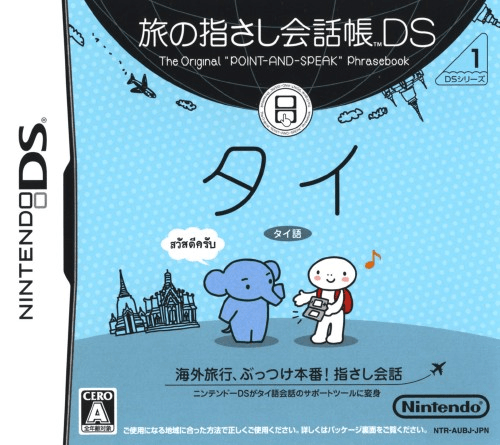 旅の指さし会話帳™DS
The Original "POINT-AND-SPEAK" Phrasebook
1
DSシリーズ
NINTENDO DS™
タイ
タイ語
สวัสดีครับ
海外旅行、ぶっつけ本番!指さし会話
ニンテンドーDSがタイ語会話のサポートツールに変身
Nintendo®
CERO
A
全年齢対象
ご使用になる地域に合った方法で正しくご使用ください。詳しくはパッケージ裏面をご覧ください。
NTR-AUBJ-JPN